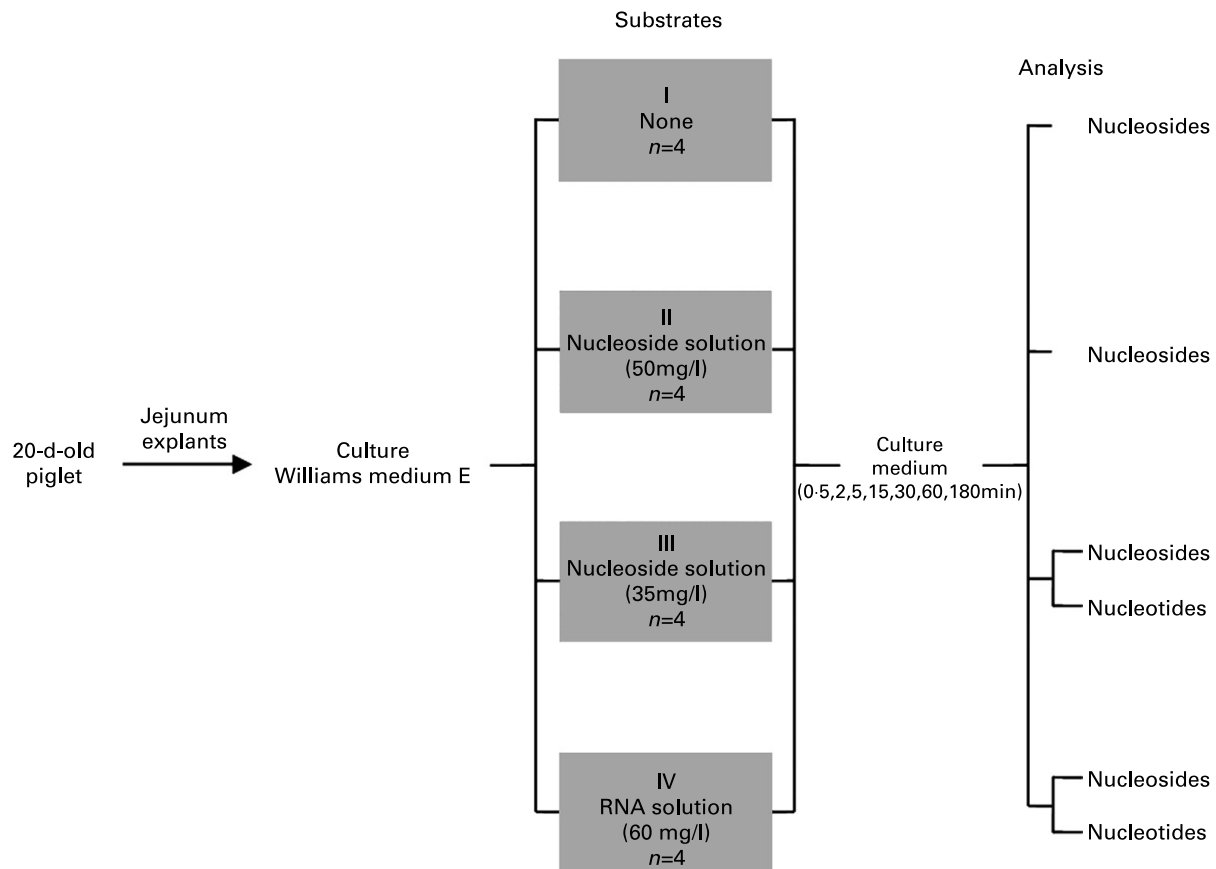 Substrates
Analysis
I
None
n=4
Nucleosides
II
Nucleoside solution
(50mg/l)
n=4
Nucleosides
20-d-old
piglet
Jejunum
explants
Culture
Williams medium E
Culture
medium
(0·5,2,5,15,30,60,180min)
III
Nucleoside solution
(35mg/l)
n=4
Nucleosides
Nucleotides
IV
RNA solution
(60 mg/l)
n=4
Nucleosides
Nucleotides